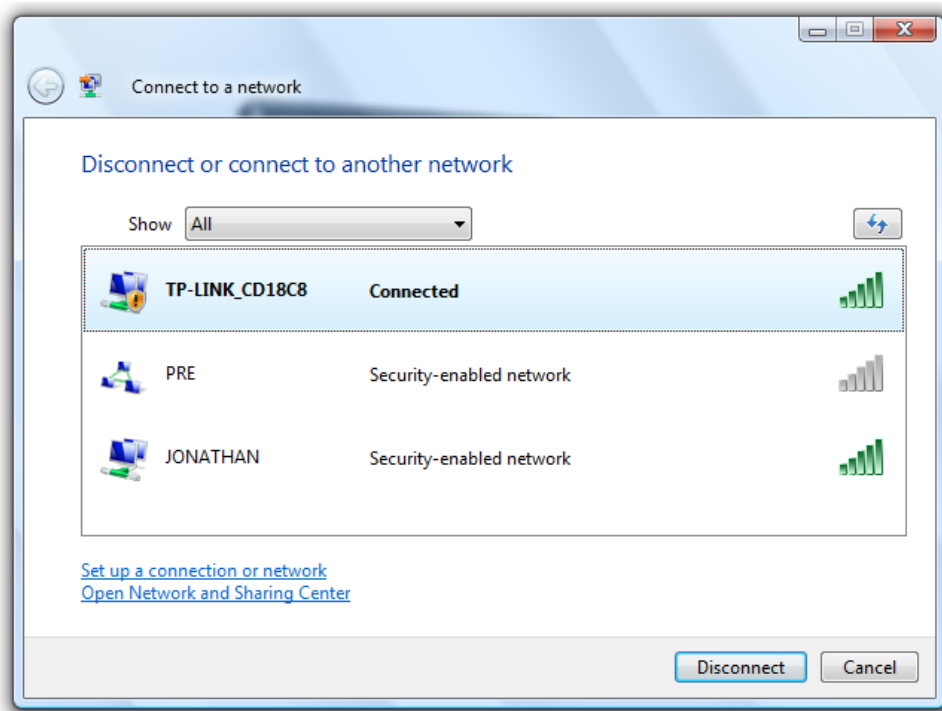 Connect to a network
Disconnect or connect to another network
Show All
TP-LINK_CD18C8 Connected
PRE Security-enabled network
JONATHAN Security-enabled network
Set up a connection or network
Open Network and Sharing Center
Disconnect Cancel